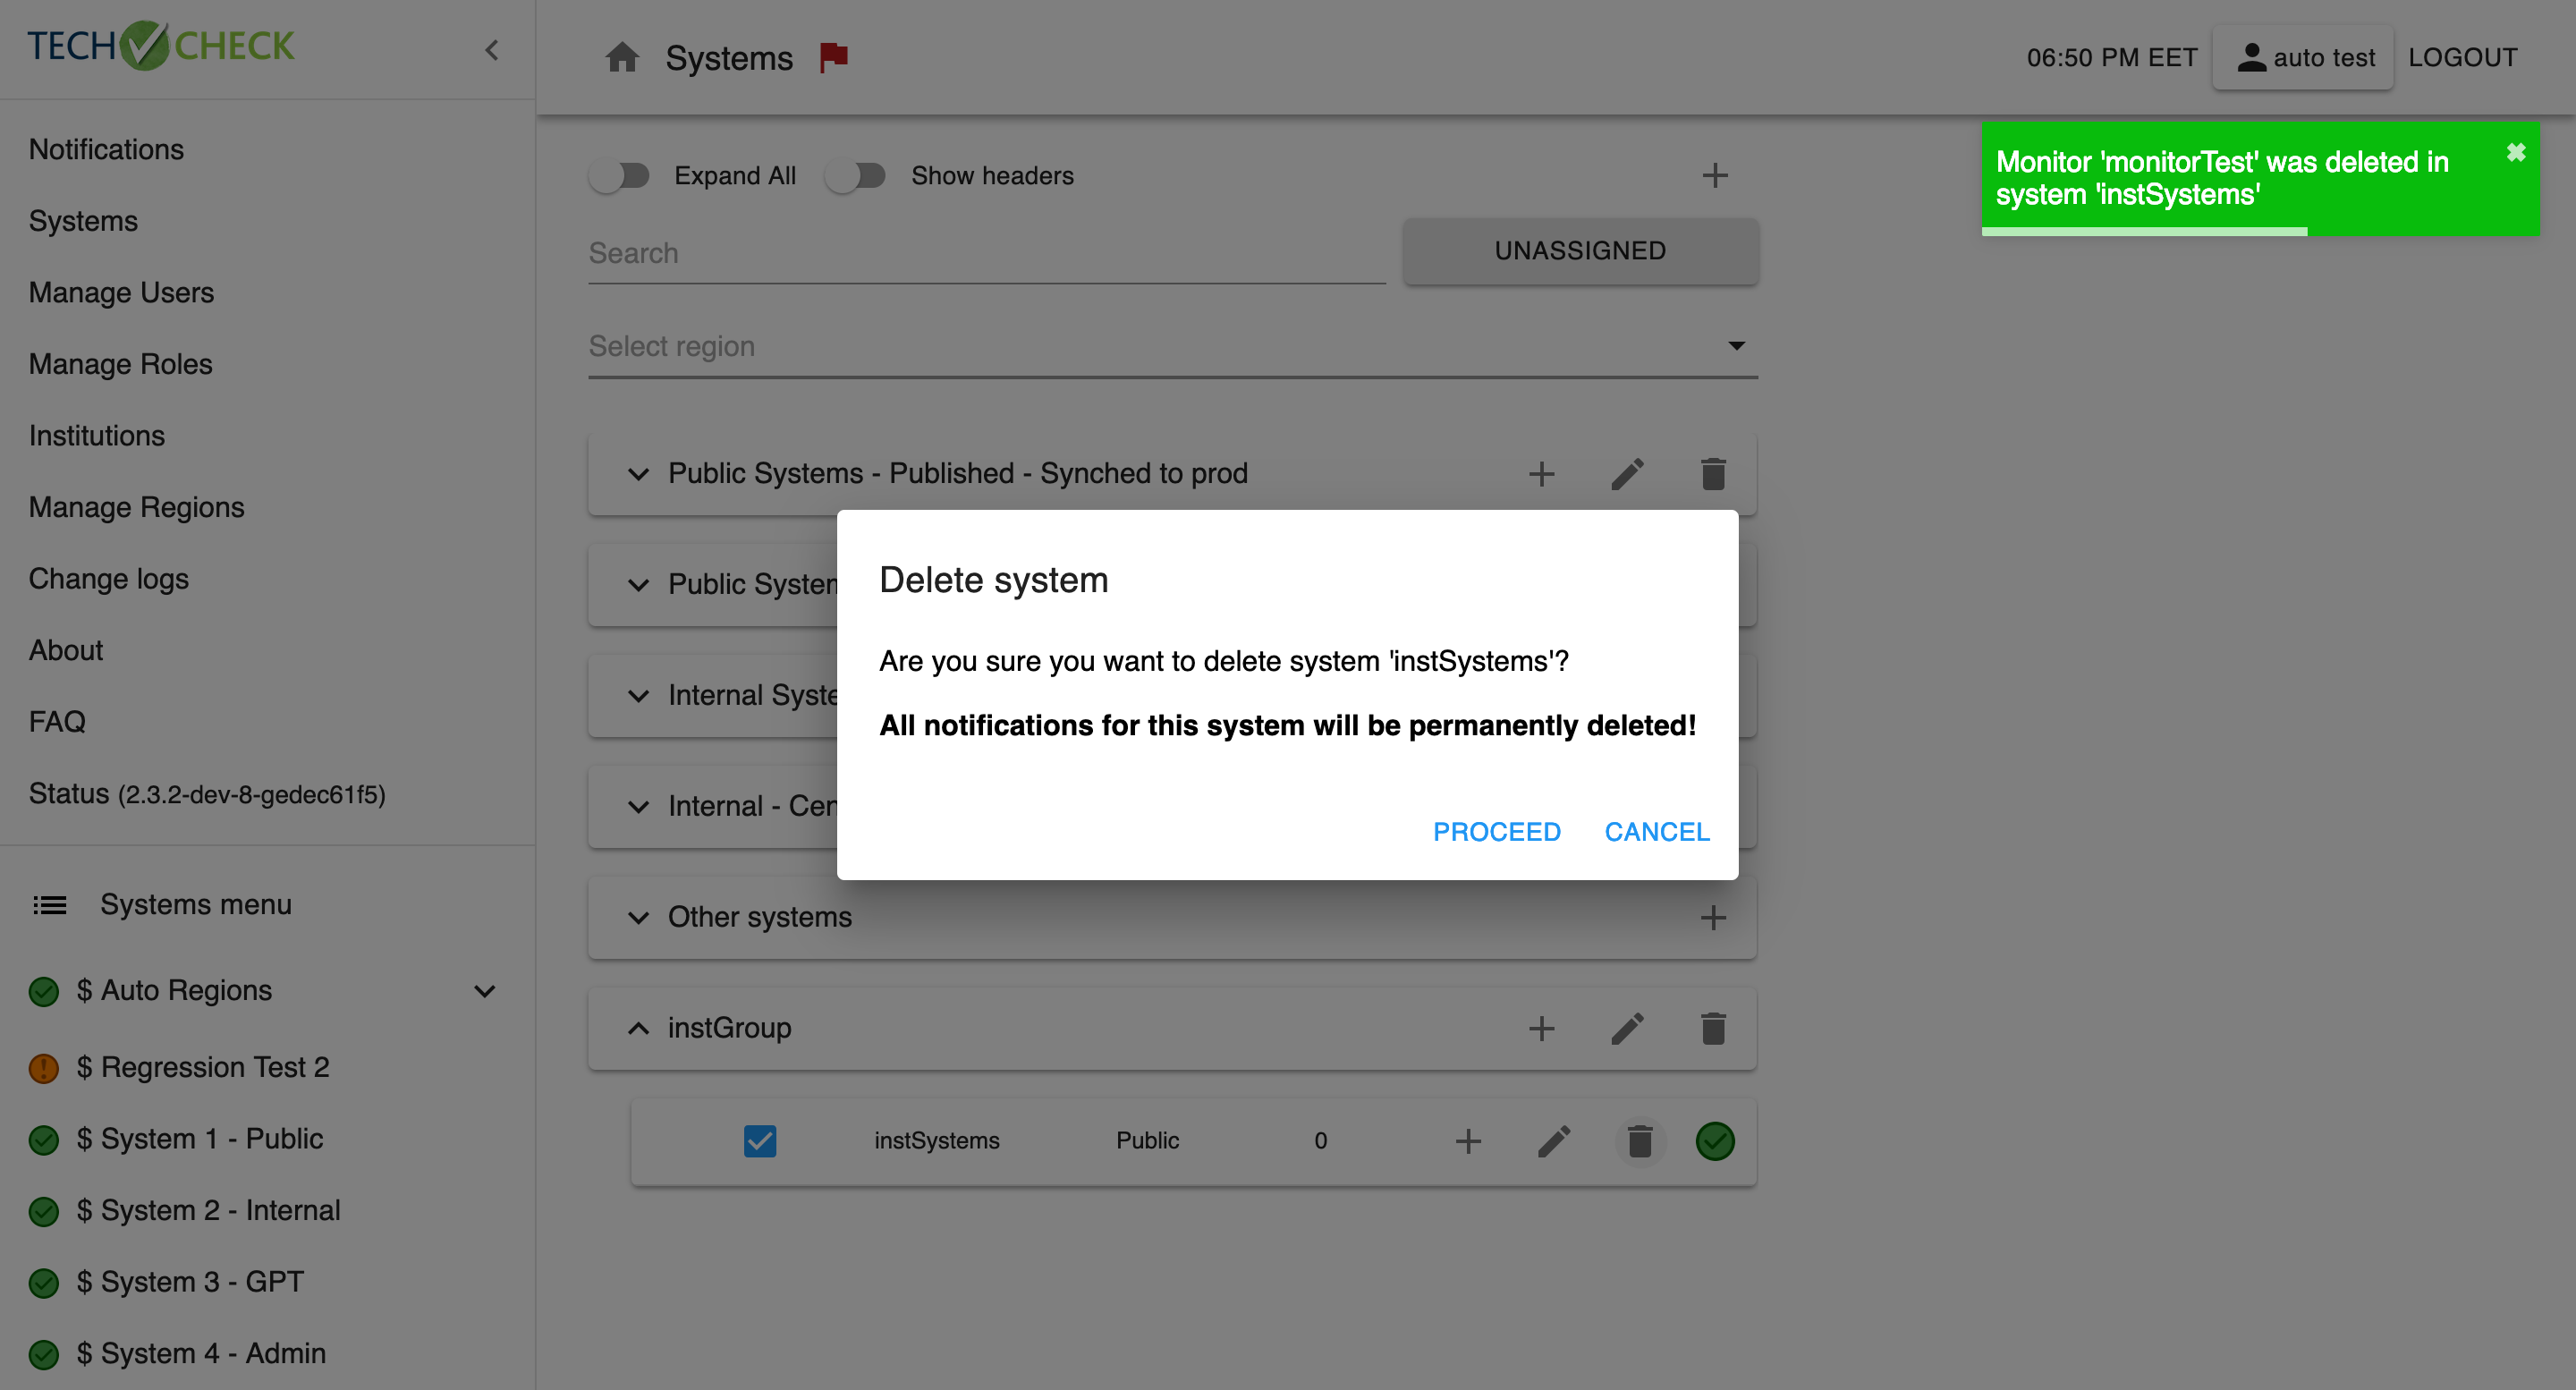 TECH CHECK
Systems
06:50 PM EET
auto test
LOGOUT
Notifications
Systems
Manage Users
Manage Roles
Institutions
Manage Regions
Change logs
About
FAQ
Status (2.3.2-dev-8-gedec61f5)
Systems menu
$ Auto Regions
$ Regression Test 2
$ System 1 - Public
$ System 2 - Internal
$ System 3 - GPT
$ System 4 - Admin
Expand All
Show headers
Search
UNASSIGNED
Select region
Public Systems - Published - Synched to prod
Public System
Internal Syste
Internal - Cen
Other systems
instGroup
instSystems
Public
0
Monitor 'monitorTest' was deleted in
system 'instSystems'
Delete system
Are you sure you want to delete system 'instSystems'?
All notifications for this system will be permanently deleted!
PROCEED
CANCEL